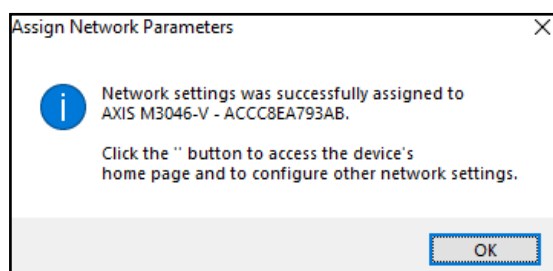 Assign Network Parameters
Network settings was successfully assigned to
AXIS M3046-V - ACCC8EA793AB.
Click the '' button to access the device's
home page and to configure other network settings.
OK